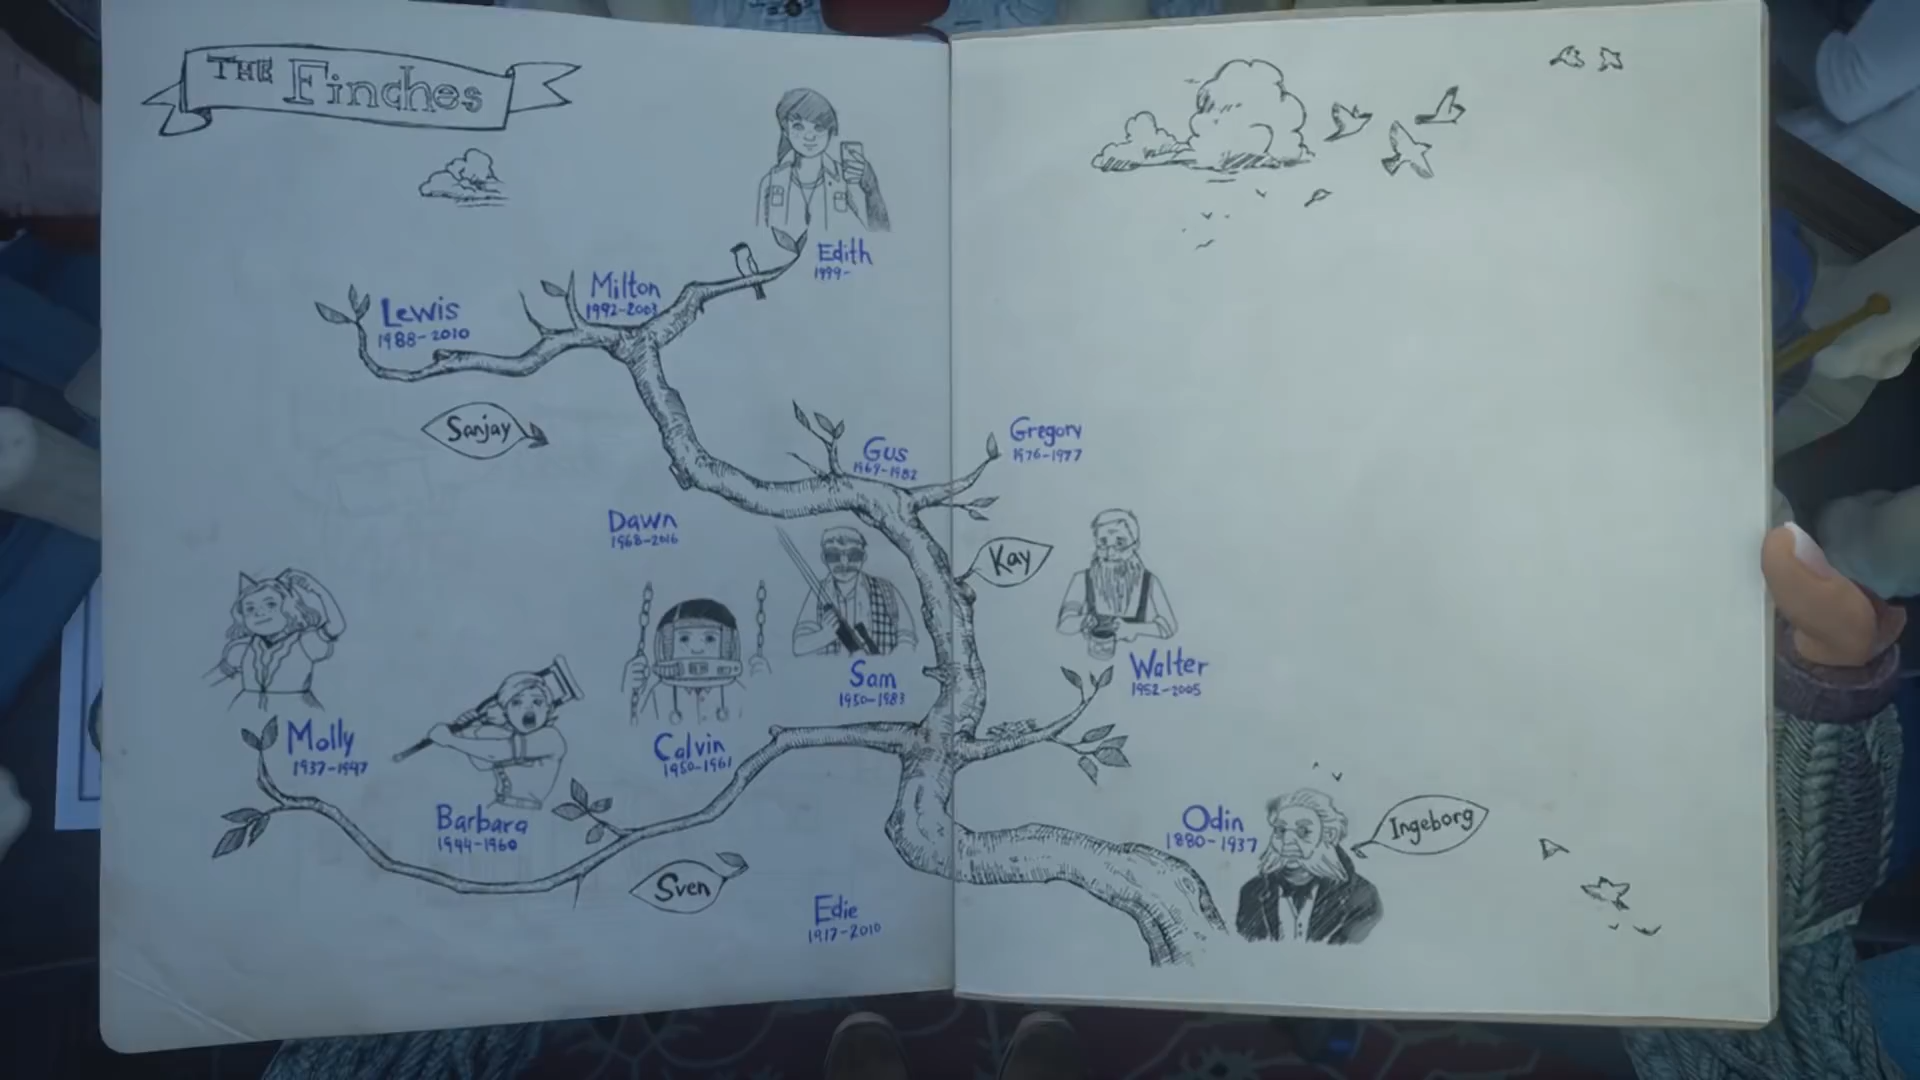 THE Finches
Edith
1999-
Milton
1992-2003
Lewis
1988-2010
Sanjay
Gus
1969-1982
Gregory
1976-1977
Dawn
1968-2016
Kay
Sam
1950-1983
Walter
1952-2005
Molly
1937-1947
Calvin
1950-1961
Barbara
1944-1960
Odin
1880-1937
Ingeborg
Sven
Edie
1917-2010